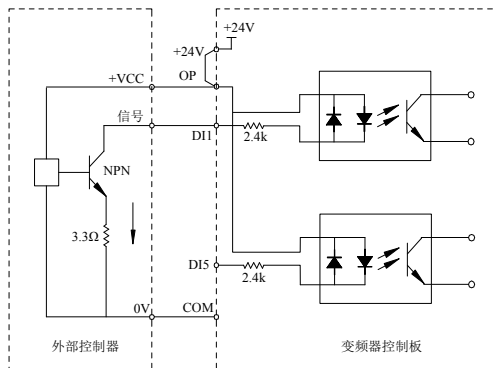 +24V
+24V
+VCC
OP
信号
DI1
2.4k
NPN
3.3Ω
DI5
2.4k
0V
COM
外部控制器
变频器控制板